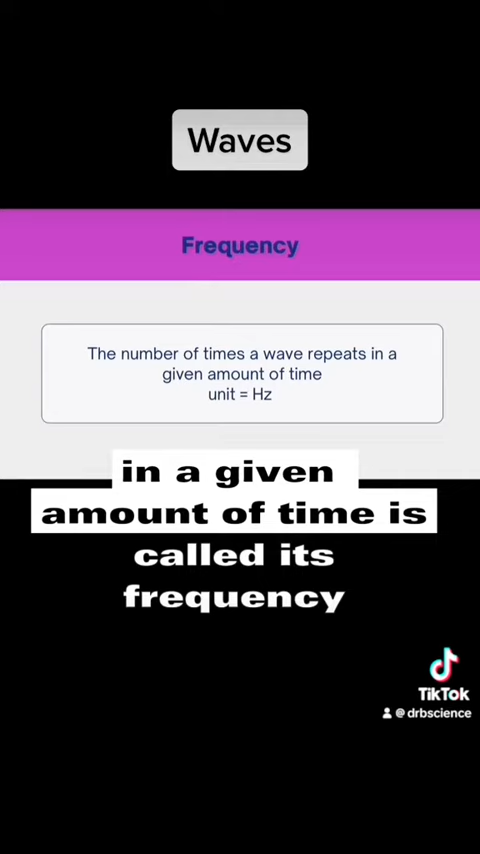 Waves
Frequency
The number of times a wave repeats in a
given amount of time
unit = Hz
in a given
amount of time is
called its
frequency
TikTok
@ drbscience